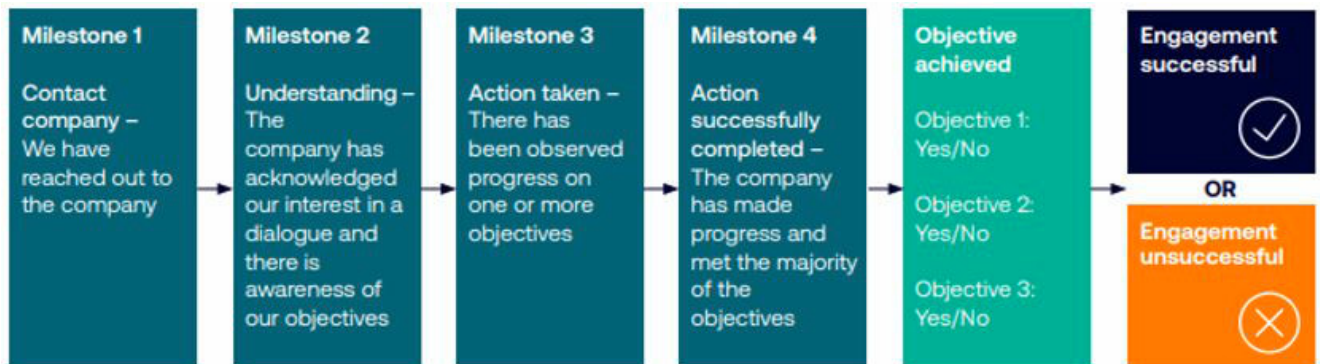 Milestone 1
Contact
company –
We have
reached out to
the company
Milestone 2
Understanding –
The
company has
acknowledged
our interest in a
dialogue and
there is
awareness of
our objectives
Milestone 3
Action taken –
There has
been observed
progress on
one or more
objectives
Milestone 4
Action
successfully
completed –
The company
has made
progress and
met the majority
of the
objectives
Objective
achieved
Objective 1:
Yes/No
Objective 2:
Yes/No
Objective 3:
Yes/No
Engagement
successful
OR
Engagement
unsuccessful